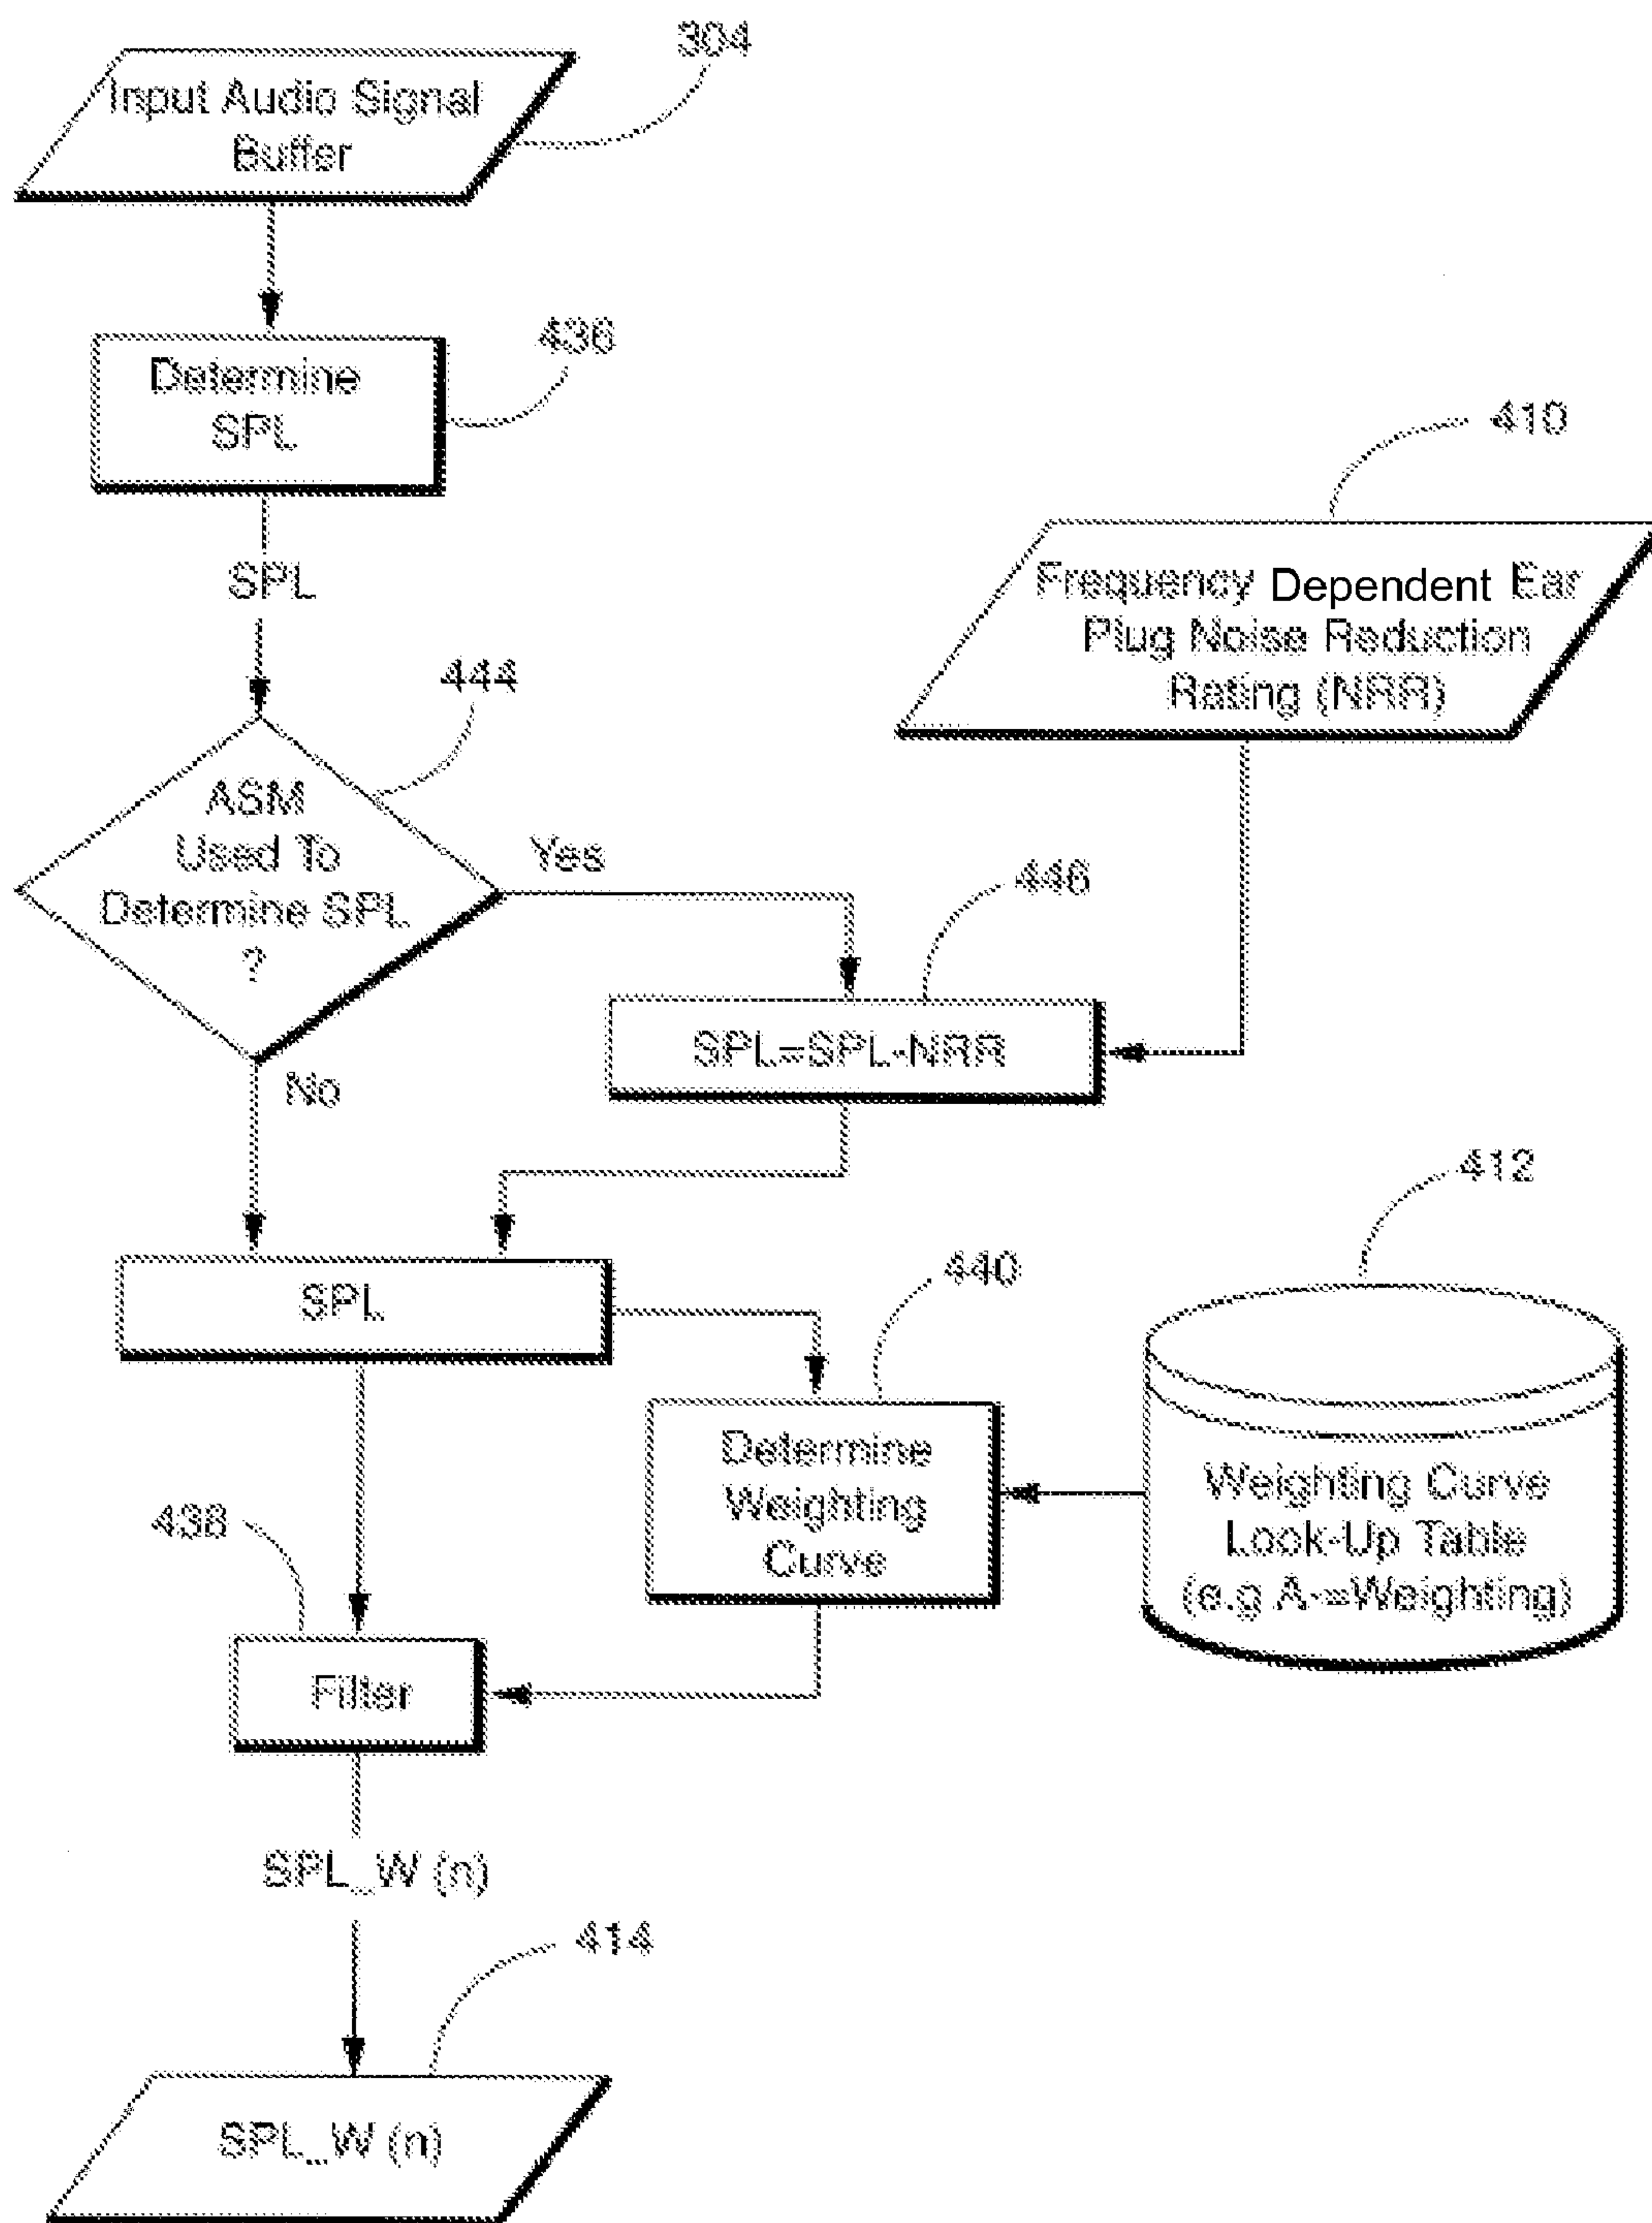 304
Input Audio Signal
Buffer
436
Determine
SPL
410
SPL
Frequency Dependent Ear
Plug Noise Reduction
Rating (NRR)
444
ASM
Used To
Determine SPL
?
Yes
446
SPL=SPL-NRR
No
412
440
SPL
Determine
Weighting
Curve
Weighting Curve
Look-Up Table
(e.g A-=Weighting)
438
Filter
SPL_W (n)
414
SPL_W (n)